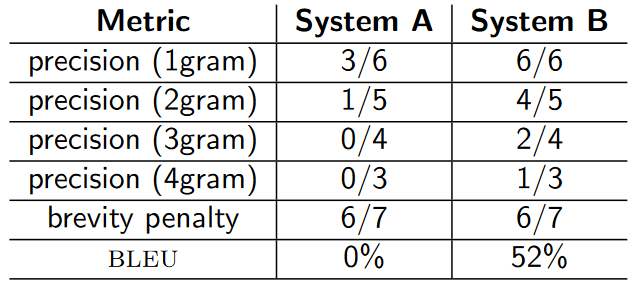 Metric System A System B
precision (1gram) 3/6 6/6
precision (2gram) 1/5 4/5
precision (3gram) 0/4 2/4
precision (4gram) 0/3 1/3
brevity penalty 6/7 6/7
BLEU 0% 52%